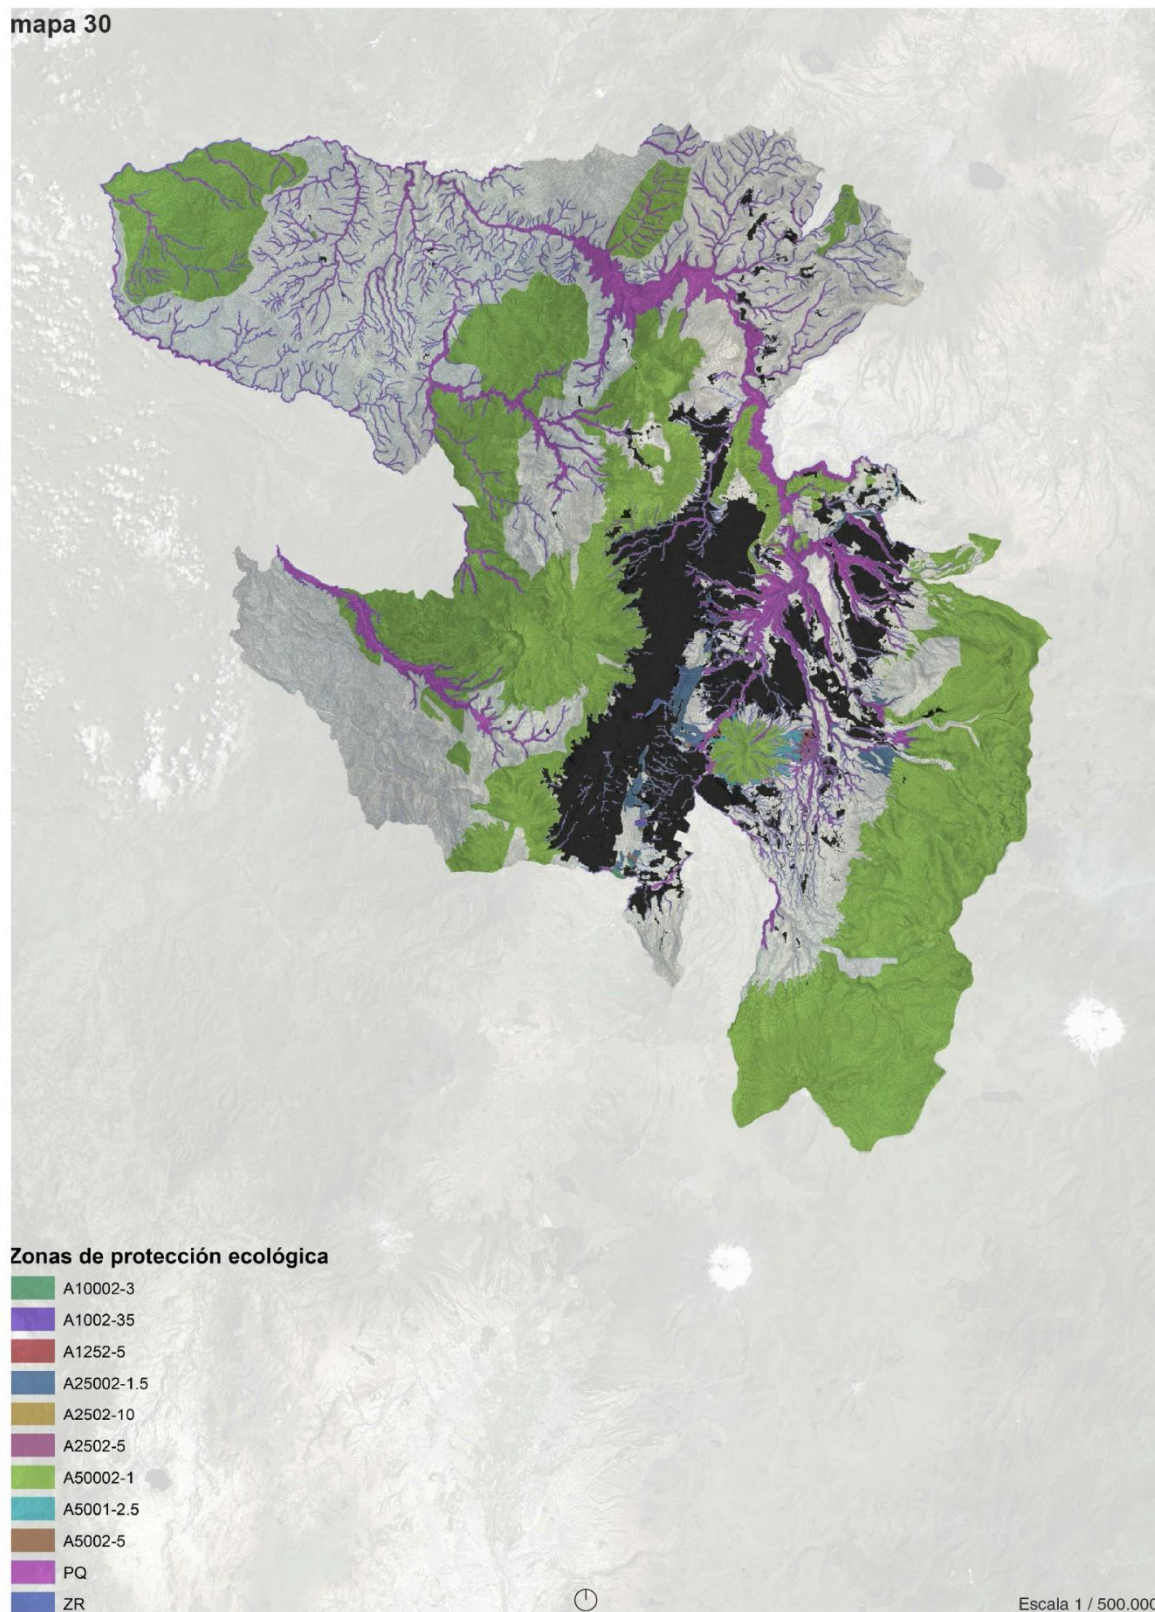 mapa 30
Zonas de protección ecológica
A10002-3
A1002-35
A1252-5
A25002-1.5
A2502-10
A2502-5
A50002-1
A5001-2.5
A5002-5
PQ
ZR
Escala 1 / 500.000